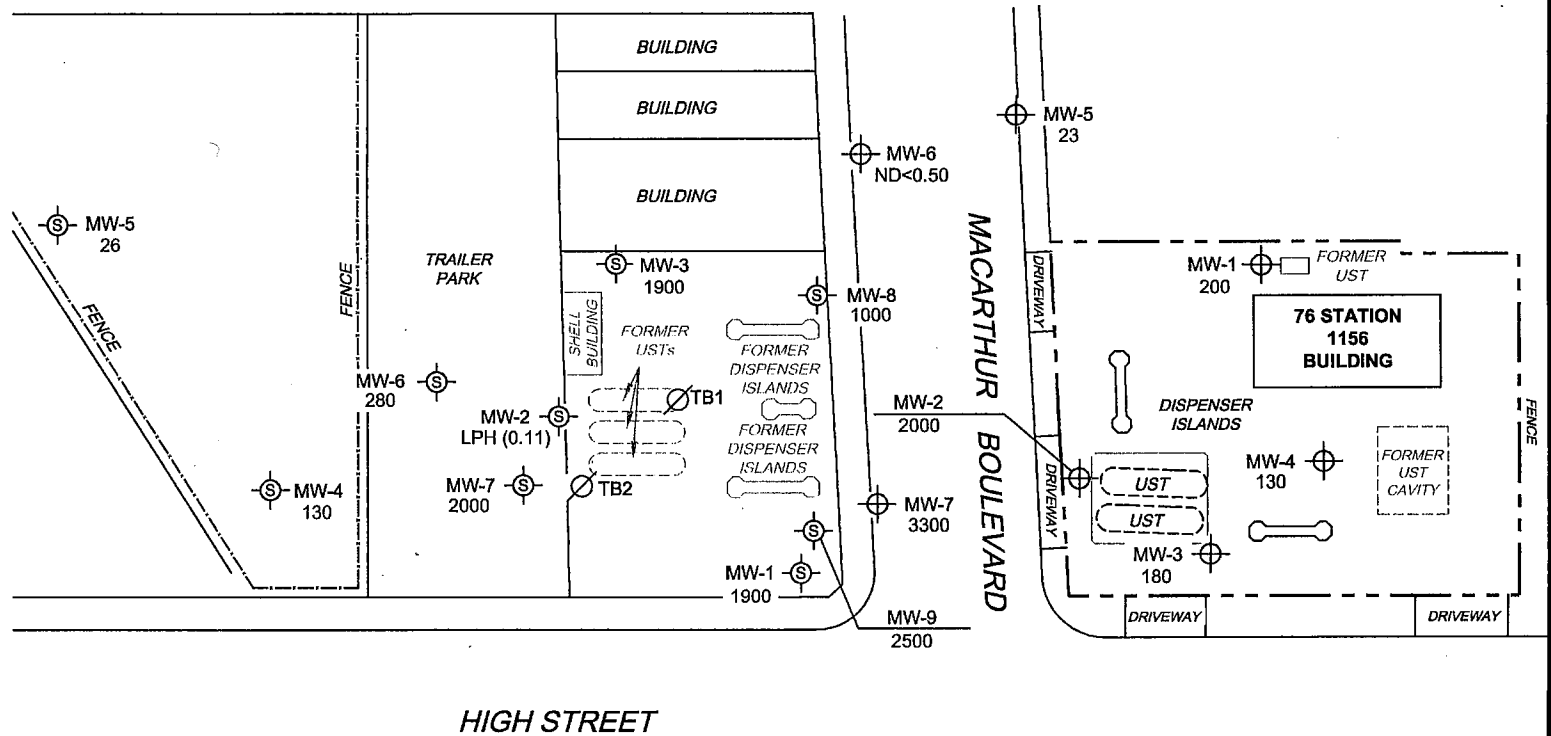 BUILDING
BUILDING
BUILDING
MW-5
26
FENCE
FENCE
TRAILER
PARK
MW-6
280
MW-4
130
MW-3
1900
SHELL
BUILDING
FORMER
USTs
MW-2
LPH (0.11)
TB1
MW-7
2000
TB2
FORMER
DISPENSER
ISLANDS
FORMER
DISPENSER
ISLANDS
MW-8
1000
MW-6
ND<0.50
MW-1
1900
MW-9
2500
MW-7
3300
MW-2
2000
MACARTHUR BOULEVARD
MW-5
23
DRIVEWAY
DRIVEWAY
MW-1
200
FORMER
UST
76 STATION
1156
BUILDING
DISPENSER
ISLANDS
UST
UST
MW-4
130
FORMER
UST
CAVITY
FENCE
MW-3
180
DRIVEWAY
DRIVEWAY
HIGH STREET
S
S
S
S
S
S
S
S
S